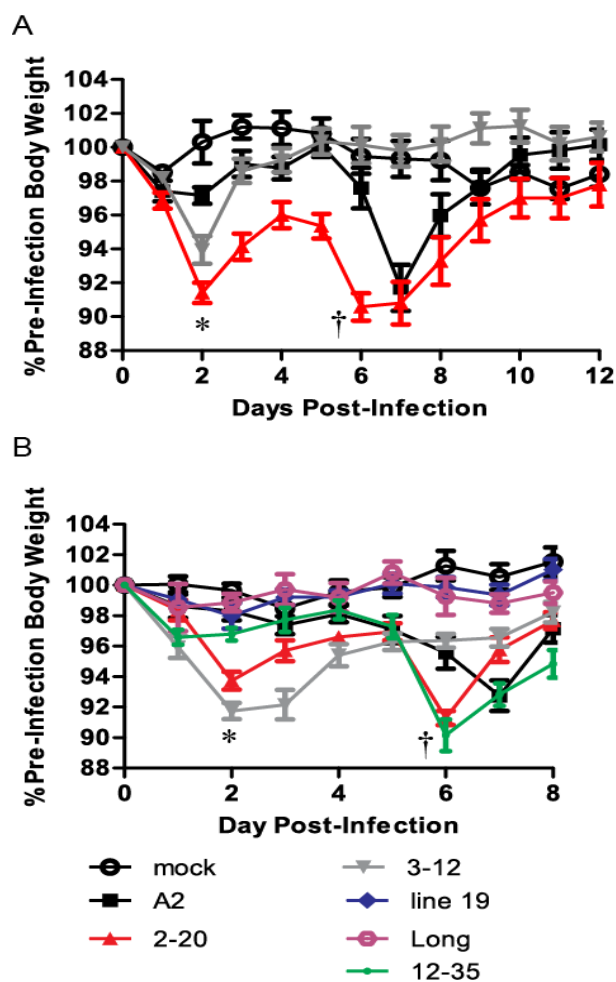 A
% Pre-Infection Body Weight
104
102
100
98
96
94
92
90
88
*
†
0 2 4 6 8 10 12
Days Post-Infection
B
% Pre-Infection Body Weight
104
102
100
98
96
94
92
90
88
*
†
0 2 4 6 8
Day Post-Infection
mock 3-12
A2 line 19
2-20 Long
12-35